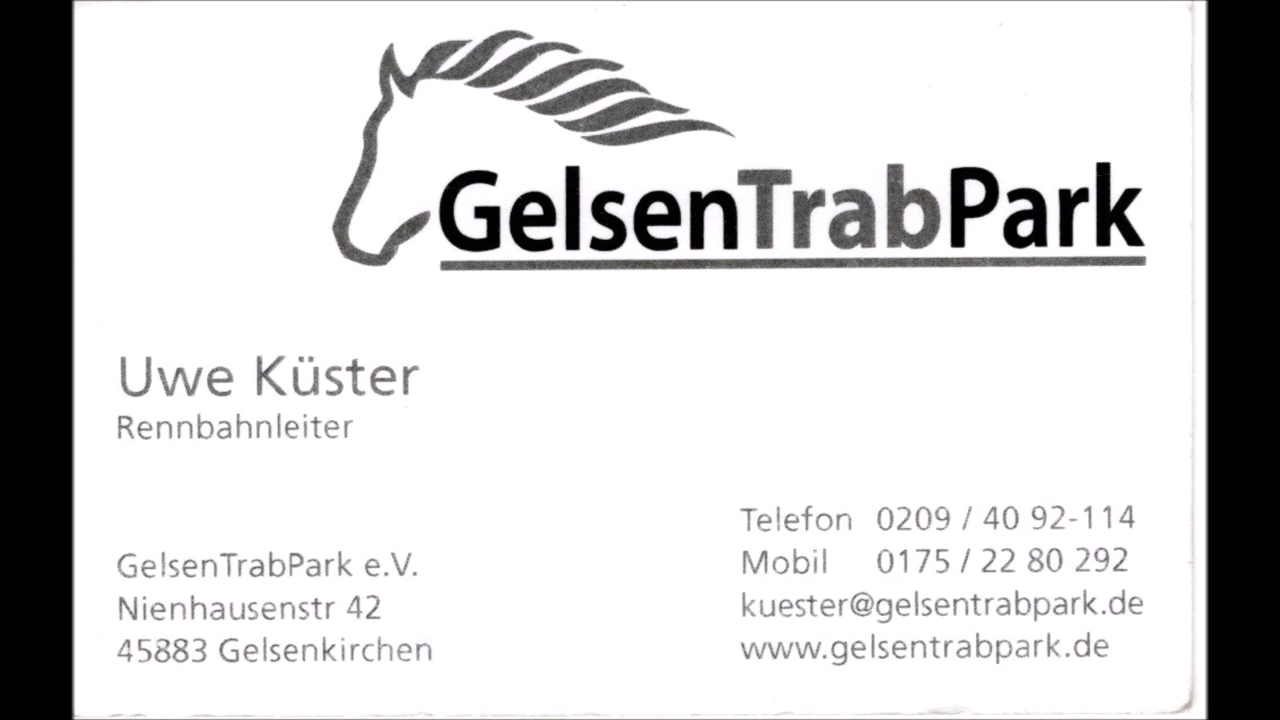 GelsenTrabPark
Uwe Küster
Rennbahnleiter
GelsenTrabPark e.V.
Nienhausenstr 42
45883 Gelsenkirchen
Telefon 0209 / 40 92-114
Mobil 0175 / 22 80 292
kuester@gelsentrabpark.de
www.gelsentrabpark.de